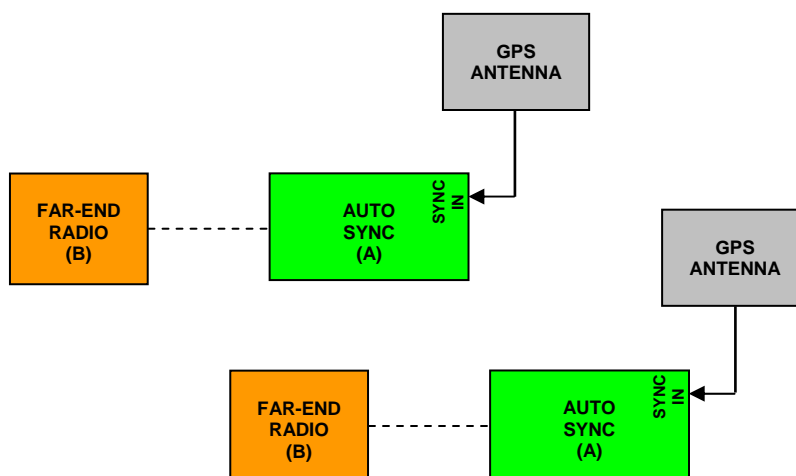 GPS
ANTENNA
FAR-END
RADIO
(B)
AUTO
SYNC
(A)
SYNC
IN
GPS
ANTENNA
FAR-END
RADIO
(B)
AUTO
SYNC
(A)
SYNC
IN